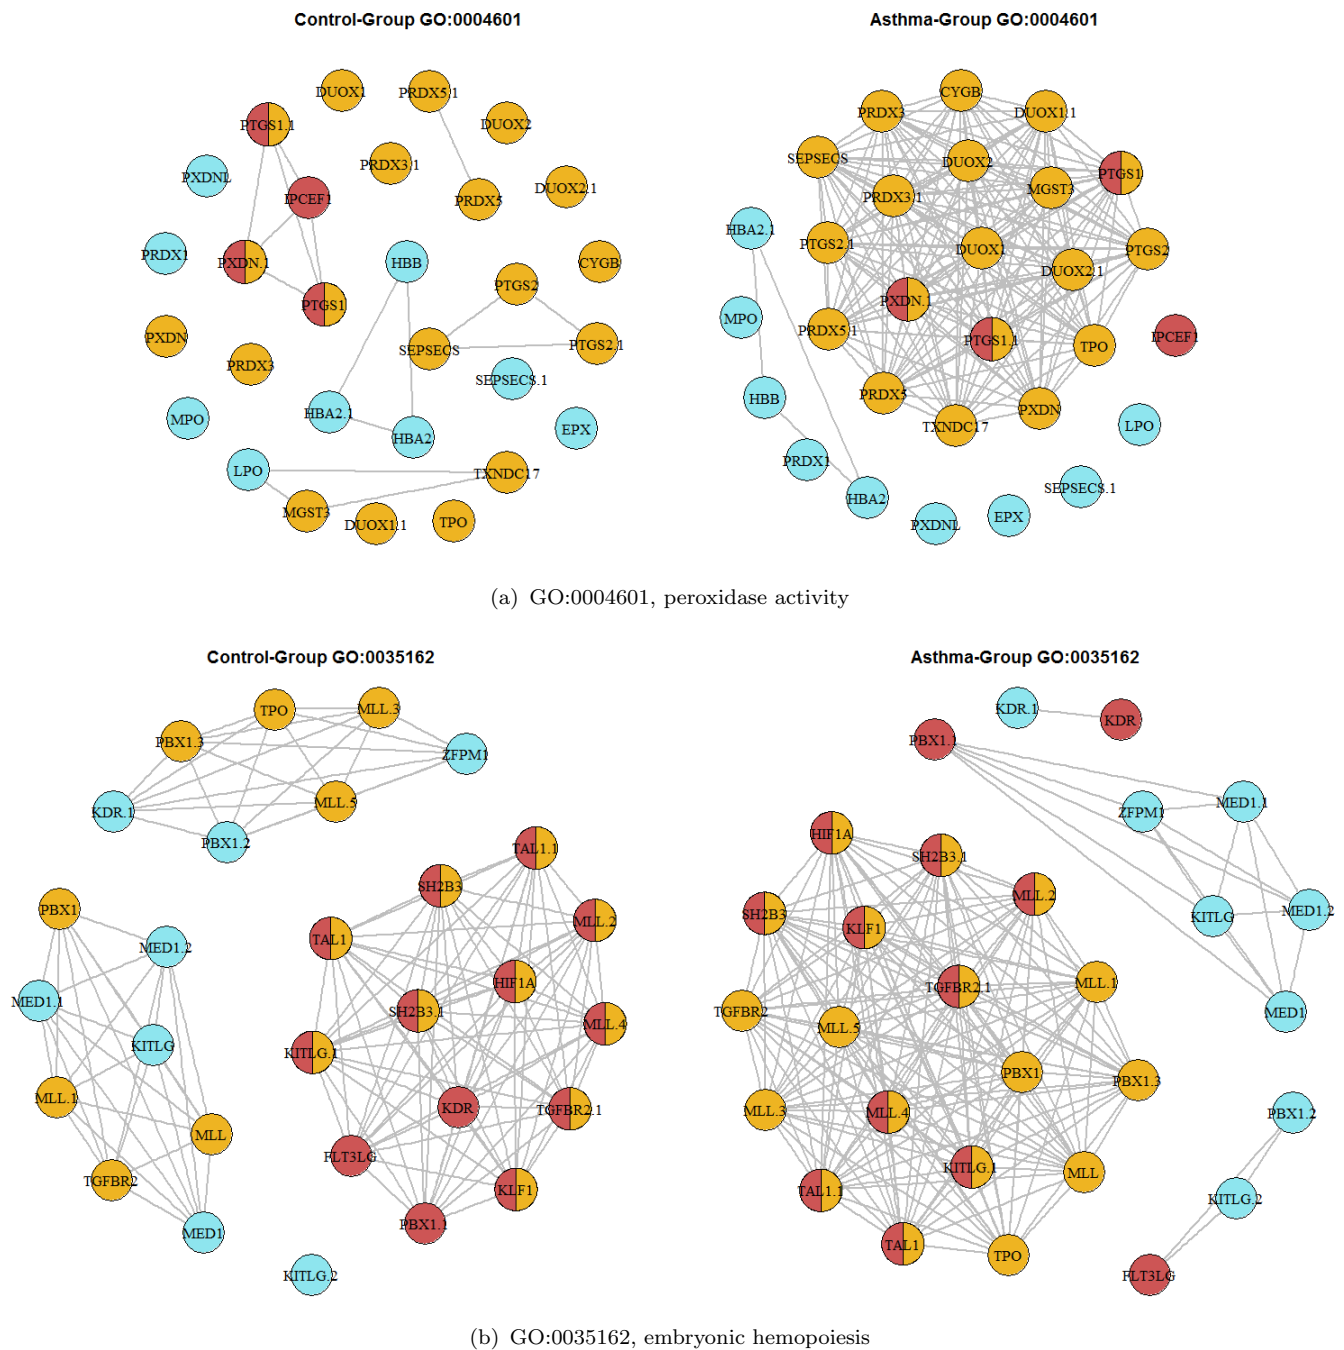 Control-Group GO:0004601
Asthma-Group GO:0004601
DUOX1
PRDX5.1
PTGS1.1
DUOX2
PRDX3.1
PXDNL
IPCEF1
PRDX5
DUOX2.1
PRDX1
PXDN.1
HBB
CYGB
PTGS1
PTGS2
PXDN
PRDX3
SEPSECS
PTGS2.1
SEPSECS.1
MPO
HBA2.1
HBA2
EPX
LPO
TXNDC17
MGST3
DUOX1.1
TPO
CYGB
PRDX3
DUOX1.1
SEPSECS
DUOX2
PTGS1
PRDX3.1
MGST3
HBA2.1
PTGS2.1
DUOX1
PTGS2
DUOX2.1
PXDN.1
MPO
PRDX5.1
PTGS1.1
TPO
IPCEF1
HBB
PRDX5
PXDN
TXNDC17
LPO
PRDX1
HBA2
SEPSECS.1
PXDNL
EPX
(a) GO:0004601, peroxidase activity
Control-Group GO:0035162
Asthma-Group GO:0035162
TPO
MLL.3
PBX1.3
ZFPM1
KDR.1
MLL.5
PBX1.2
TAL1.1
SH2B3
PBX1
MLL.2
TAL1
MED1.2
HIF1A
MED1.1
SH2B3.1
MLL.4
KITLG
KITLG.1
MLL.1
KDR
TGFBR2.1
MLL
FLT3LG
TGFBR2
KLF1
MED1
PBX1.1
KITLG.2
KDR.1
KDR
PBX1.1
MED1.1
ZFPM1
HIF1A
SH2B3.1
MLL.2
SH2B3
KLF1
KITLG
MED1.2
TGFBR2.1
MLL.1
TGFBR2
MLL.5
MED1
PBX1
PBX1.3
MLL.3
MLL.4
PBX1.2
KITLG.1
MLL
TAL1.1
KITLG.2
TAL1
TPO
FLT3LG
(b) GO:0035162, embryonic hemopoiesis